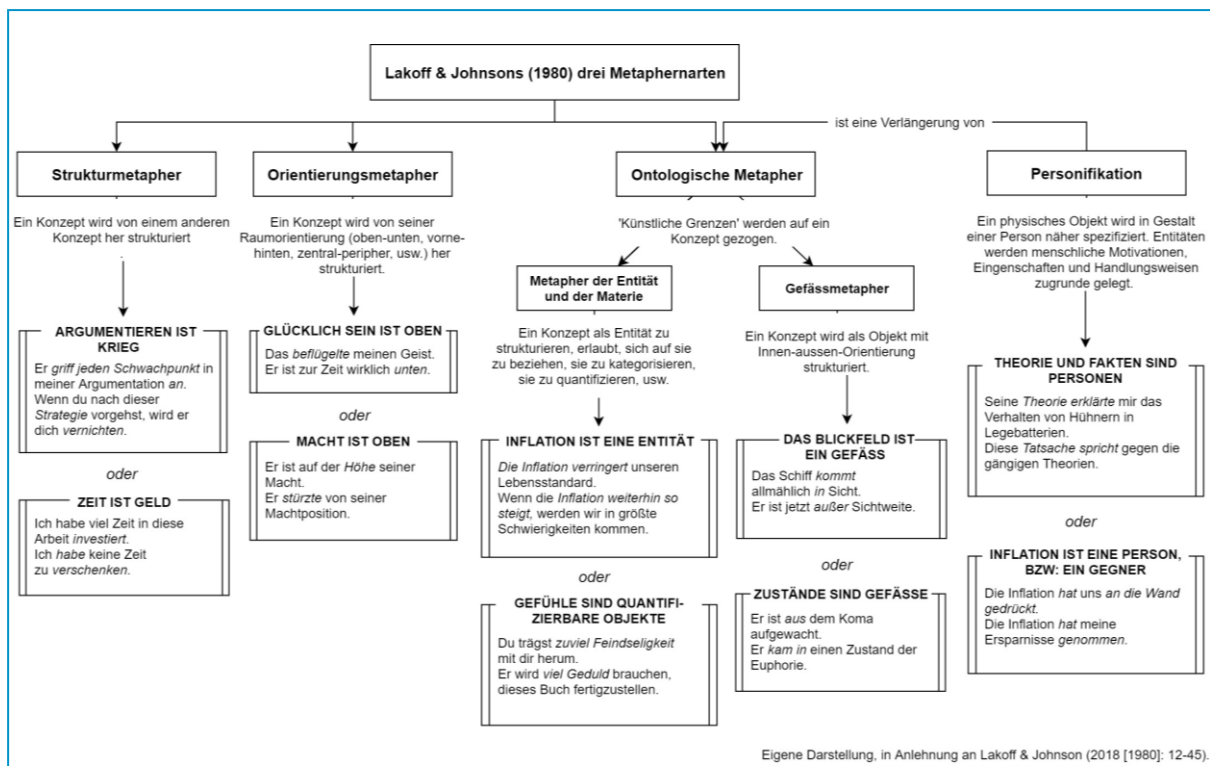 Lakoff & Johnsons (1980) drei Metaphernarten
ist eine Verlängerung von
Strukturmetapher
Ein Konzept wird von einem anderen
Konzept her strukturiert
ARGUMENTIEREN IST
KRIEG
Er griff jeden Schwachpunkt in
meiner Argumentation an.
Wenn du nach dieser
Strategie vorgehst, wird er
dich vernichten.
oder
ZEIT IST GELD
Ich habe viel Zeit in diese
Arbeit investiert.
Ich habe keine Zeit
zu verschenken.
Orientierungsmetapher
Ein Konzept wird von seiner
Raumorientierung (oben-unten, vorne-
hinten, zentral-peripher, usw.) her
strukturiert.
GLÜCKLICH SEIN IST OBEN
Das beflügelte meinen Geist.
Er ist zur Zeit wirklich unten.
oder
MACHT IST OBEN
Er ist auf der Höhe seiner
Macht.
Er stürzte von seiner
Machtposition.
Ontologische Metapher
'Künstliche Grenzen' werden auf ein
Konzept gezogen.
Metapher der Entität
und der Materie
Ein Konzept als Entität zu
strukturieren, erlaubt, sich auf sie
zu beziehen, sie zu kategorisieren,
sie zu quantifizieren, usw.
INFLATION IST EINE ENTITÄT
Die Inflation verringert unseren
Lebensstandard.
Wenn die Inflation weiterhin so
steigt, werden wir in größte
Schwierigkeiten kommen.
oder
GEFÜHLE SIND QUANTIFI-
ZIERBARE OBJEKTE
Du trägst zuviel Feindseligkeit
mit dir herum.
Er wird viel Geduld brauchen,
dieses Buch fertigzustellen.
Gefässmetapher
Ein Konzept wird als Objekt mit
Innen-aussen-Orientierung
strukturiert.
DAS BLICKFELD IST
EIN GEFÄSS
Das Schiff kommt
allmählich in Sicht.
Er ist jetzt außer Sichtweite.
oder
ZUSTÄNDE SIND GEFÄSSE
Er ist aus dem Koma
aufgewacht.
Er kam in einen Zustand der
Euphorie.
Personifikation
Ein physisches Objekt wird in Gestalt
einer Person näher spezifiziert. Entitäten
werden menschliche Motivationen,
Eingenschaften und Handlungsweisen
zugrunde gelegt.
THEORIE UND FAKTEN SIND
PERSONEN
Seine Theorie erklärte mir das
Verhalten von Hühnern in
Legebatterien.
Diese Tatsache spricht gegen die
gängigen Theorien.
oder
INFLATION IST EINE PERSON,
BZW: EIN GEGNER
Die Inflation hat uns an die Wand
gedrückt.
Die Inflation hat meine
Ersparnisse genommen.
Eigene Darstellung, in Anlehnung an Lakoff & Johnson (2018 [1980]: 12-45).